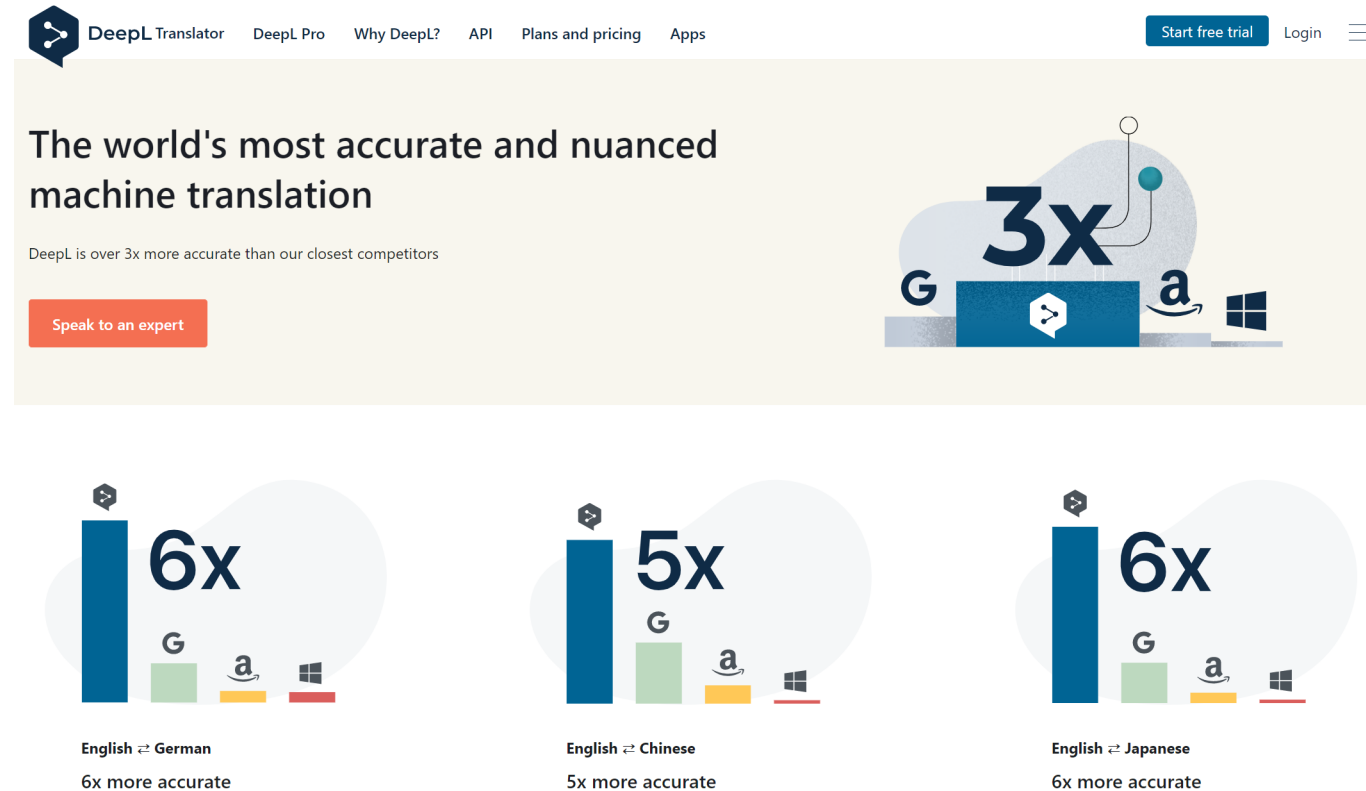 DeepL Translator DeepL Pro Why DeepL? API Plans and pricing Apps Start free trial Login
The world's most accurate and nuanced
machine translation
DeepL is over 3x more accurate than our closest competitors
Speak to an expert
3x
G
a
6x
G
a
English ⇄ German
6x more accurate
5x
G
a
English ⇄ Chinese
5x more accurate
6x
G
a
English ⇄ Japanese
6x more accurate